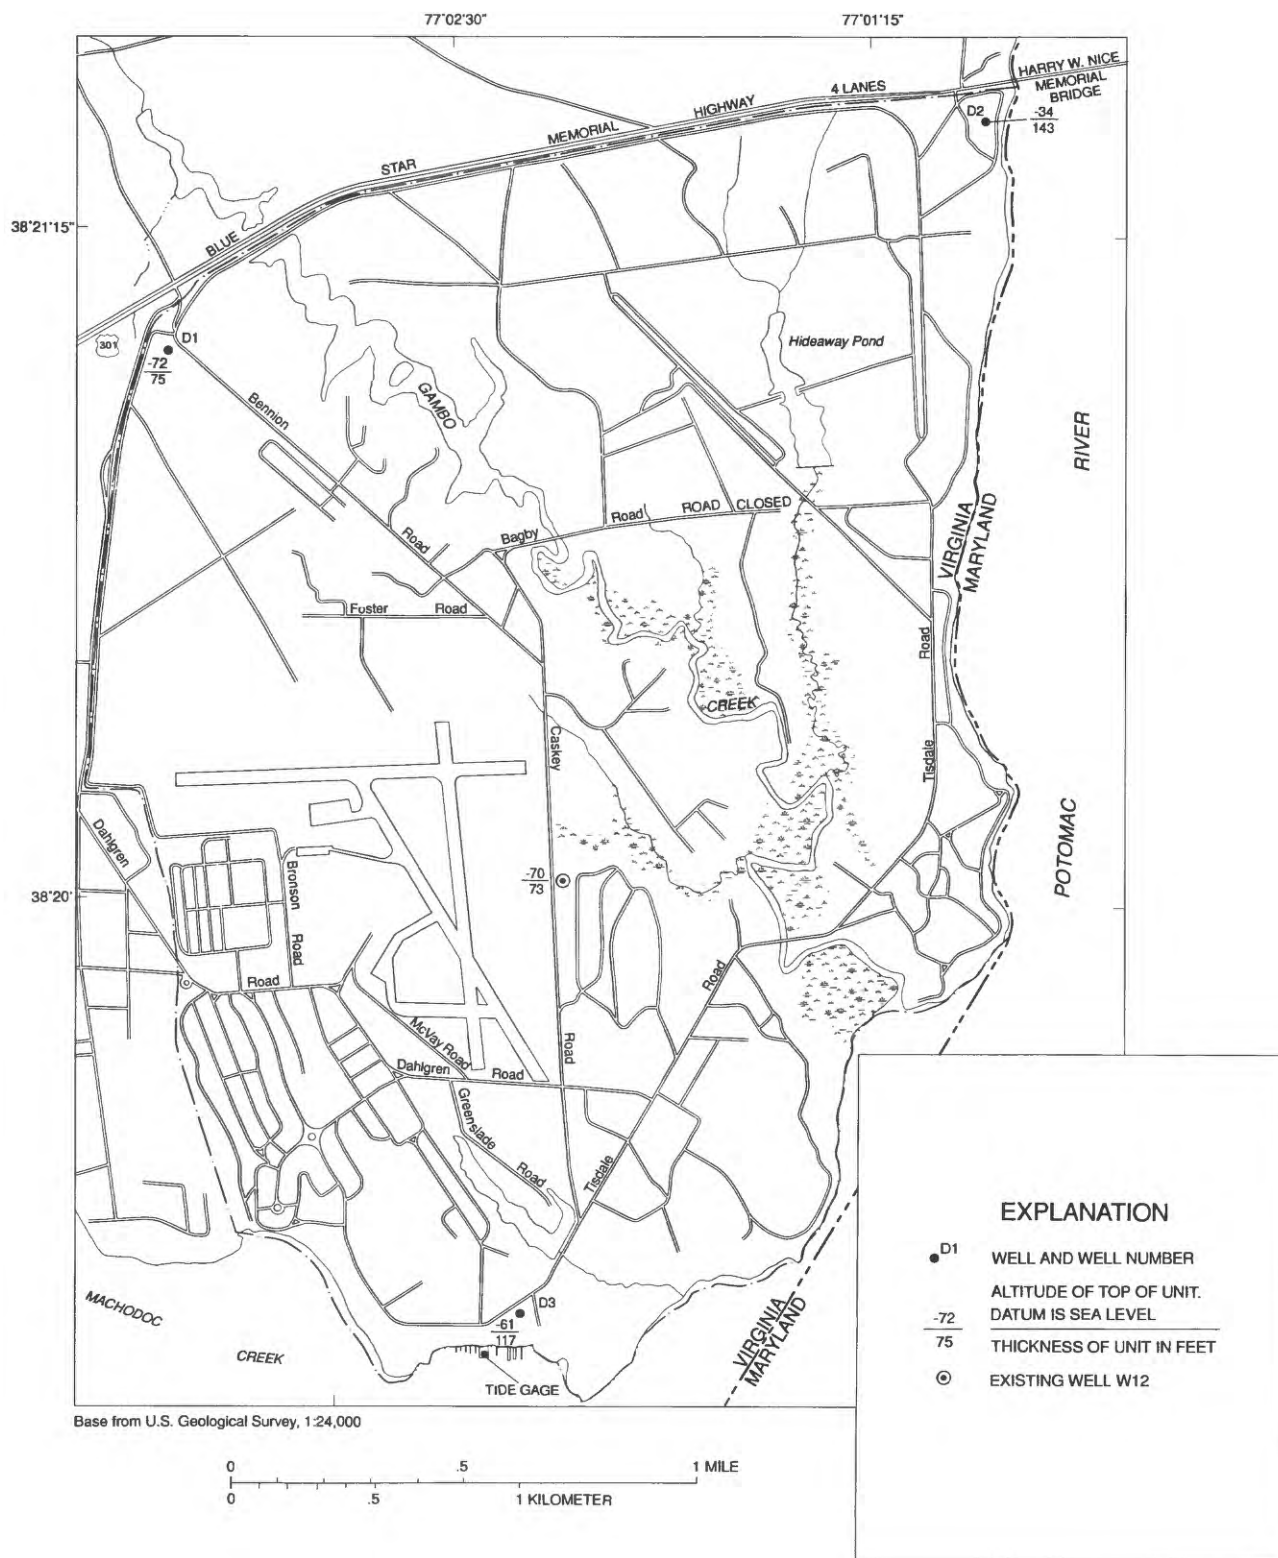 77°02'30"
77°01'15"
HARRY W. NICE
MEMORIAL
BRIDGE
4 LANES
HIGHWAY
MEMORIAL
STAR
BLUE
D2
-34
143
38°21'15"
301
D1
-72
75
Hideaway Pond
GAMBO
Bennion
Road
RIVER
Bagby
Road
ROAD CLOSED
VIRGINIA
MARYLAND
Foster Road
Road
CREEK
Caskey
Tisdale
POTOMAC
Dahlgren
Bronson
Road
-70
73
38°20'
Road
Road
McVay Road
Road
Dahlgren Road
Greenslade
Road
Tisdale
MACHODOC
CREEK
D3
-61
117
TIDE GAGE
VIRGINIA
MARYLAND
EXPLANATION
D1 WELL AND WELL NUMBER
ALTITUDE OF TOP OF UNIT.
-72 DATUM IS SEA LEVEL
75 THICKNESS OF UNIT IN FEET
EXISTING WELL W12
Base from U.S. Geological Survey, 1:24,000
0 .5 1 MILE
0 .5 1 KILOMETER